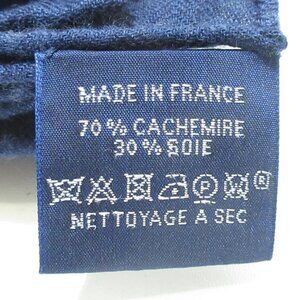 MADE IN FRANCE
70% CACHEMIRE
30% SOIE
P W ®
NETTOYAGE A SEC